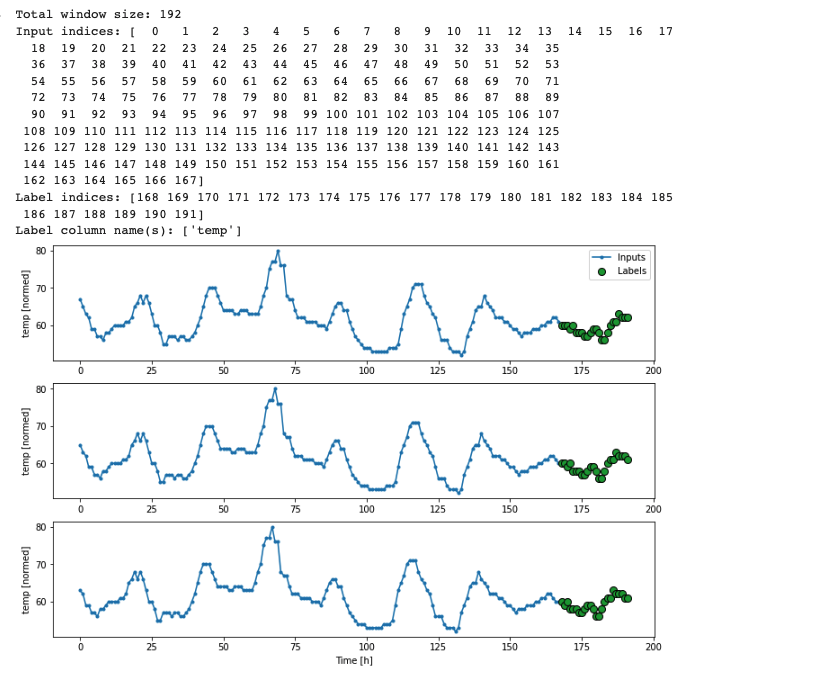 Total window size: 192
Input indices: [ 0 1 2 3 4 5 6 7 8 9 10 11 12 13 14 15 16 17
18 19 20 21 22 23 24 25 26 27 28 29 30 31 32 33 34 35
36 37 38 39 40 41 42 43 44 45 46 47 48 49 50 51 52 53
54 55 56 57 58 59 60 61 62 63 64 65 66 67 68 69 70 71
72 73 74 75 76 77 78 79 80 81 82 83 84 85 86 87 88 89
90 91 92 93 94 95 96 97 98 99 100 101 102 103 104 105 106 107
108 109 110 111 112 113 114 115 116 117 118 119 120 121 122 123 124 125
126 127 128 129 130 131 132 133 134 135 136 137 138 139 140 141 142 143
144 145 146 147 148 149 150 151 152 153 154 155 156 157 158 159 160 161
162 163 164 165 166 167]
Label indices: [168 169 170 171 172 173 174 175 176 177 178 179 180 181 182 183 184 185
186 187 188 189 190 191]
Label column name(s): ['temp']
80
70
60
temp [normed]
Inputs
Labels
0 25 50 75 100 125 150 175 200
80
70
60
temp [normed]
0 25 50 75 100 125 150 175 200
80
70
60
temp [normed]
0 25 50 75 100 125 150 175 200
Time [h]